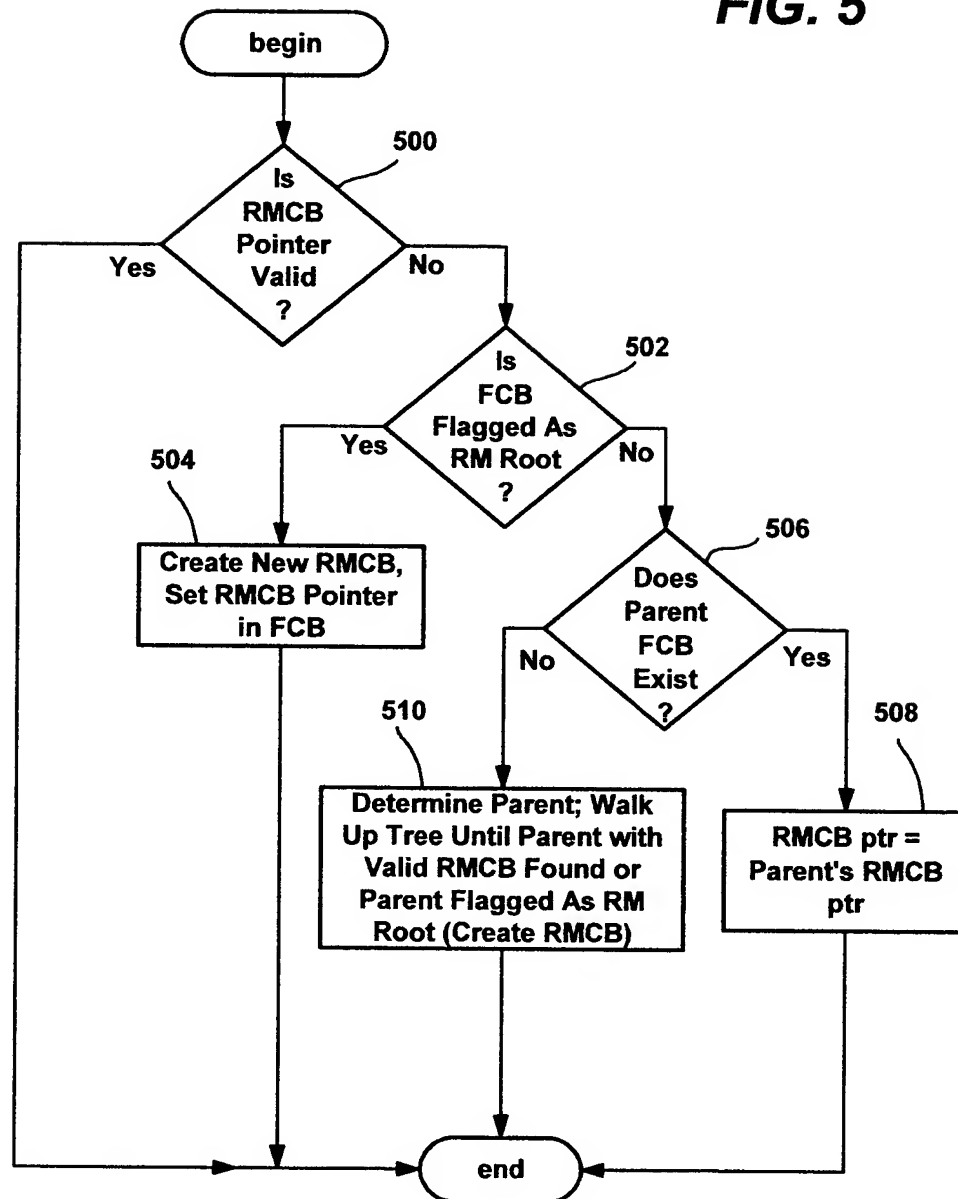 FIG. 5
begin
500
Is
RMCB
Pointer
Valid
?
Yes
No
502
Is
FCB
Flagged As
RM Root
?
Yes
No
504
Create New RMCB,
Set RMCB Pointer
in FCB
506
Does
Parent
FCB
Exist
?
No
Yes
510
Determine Parent; Walk
Up Tree Until Parent with
Valid RMCB Found or
Parent Flagged As RM
Root (Create RMCB)
508
RMCB ptr =
Parent's RMCB
ptr
end